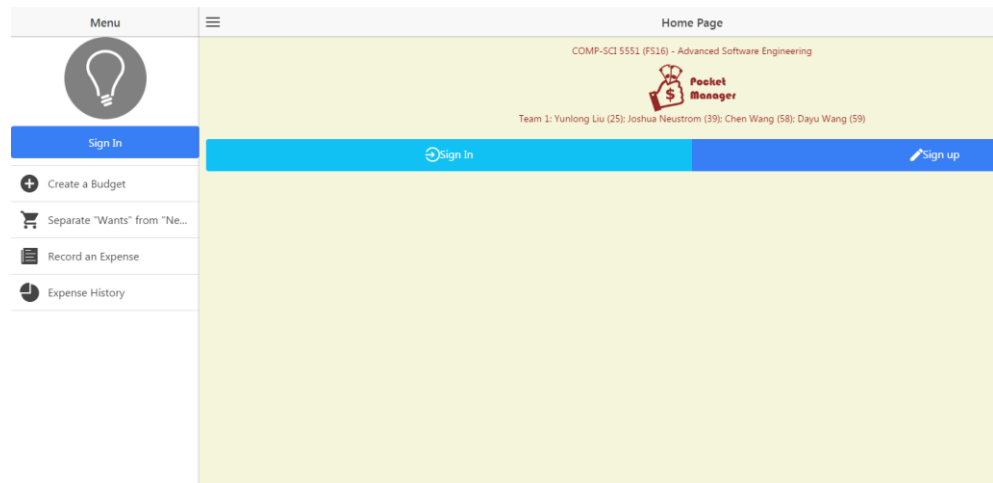 Menu
Home Page
Sign In
Create a Budget
Separate "Wants" from "Ne...
Record an Expense
Expense History
COMP-SCI 5551 (FS16) - Advanced Software Engineering
Pocket
Manager
Team 1: Yunlong Liu (25); Joshua Neustrom (39); Chen Wang (58); Dayu Wang (59)
Sign In
Sign up